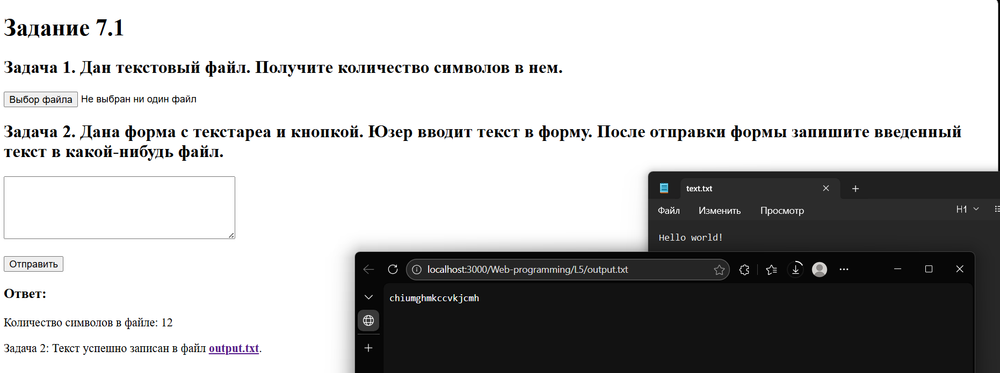 Задание 7.1
Задача 1. Дан текстовый файл. Получите количество символов в нем.
Выбор файла Не выбран ни один файл
Задача 2. Дана форма с текстареа и кнопкой. Юзер вводит текст в форму. После отправки формы запишите введенный
текст в какой-нибудь файл.
Отправить
Ответ:
Количество символов в файле: 12
Задача 2: Текст успешно записан в файл output.txt.
text.txt
Файл Изменить Просмотр H1
Hello world!
localhost:3000/Web-programming/L5/output.txt
chiumghmkccvkjcmh